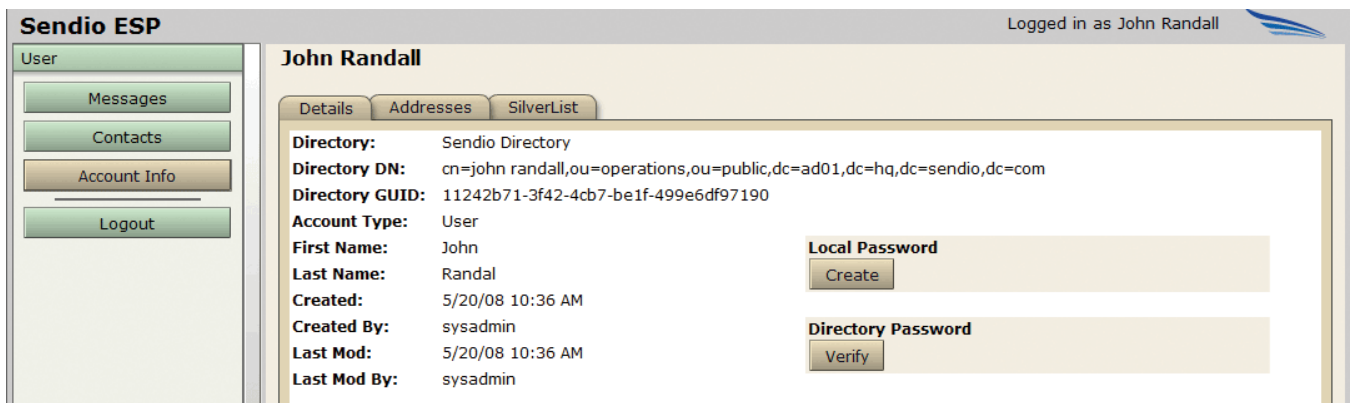 Sendio ESP
Logged in as John Randall
User
Messages
Contacts
Account Info
Logout
John Randall
Details Addresses SilverList
Directory: Sendio Directory
Directory DN: cn=john randall,ou=operations,ou=public,dc=ad01,dc=hq,dc=sendio,dc=com
Directory GUID: 11242b71-3f42-4cb7-be1f-499e6df97190
Account Type: User
First Name: John
Last Name: Randal
Created: 5/20/08 10:36 AM
Created By: sysadmin
Last Mod: 5/20/08 10:36 AM
Last Mod By: sysadmin
Local Password
Create
Directory Password
Verify